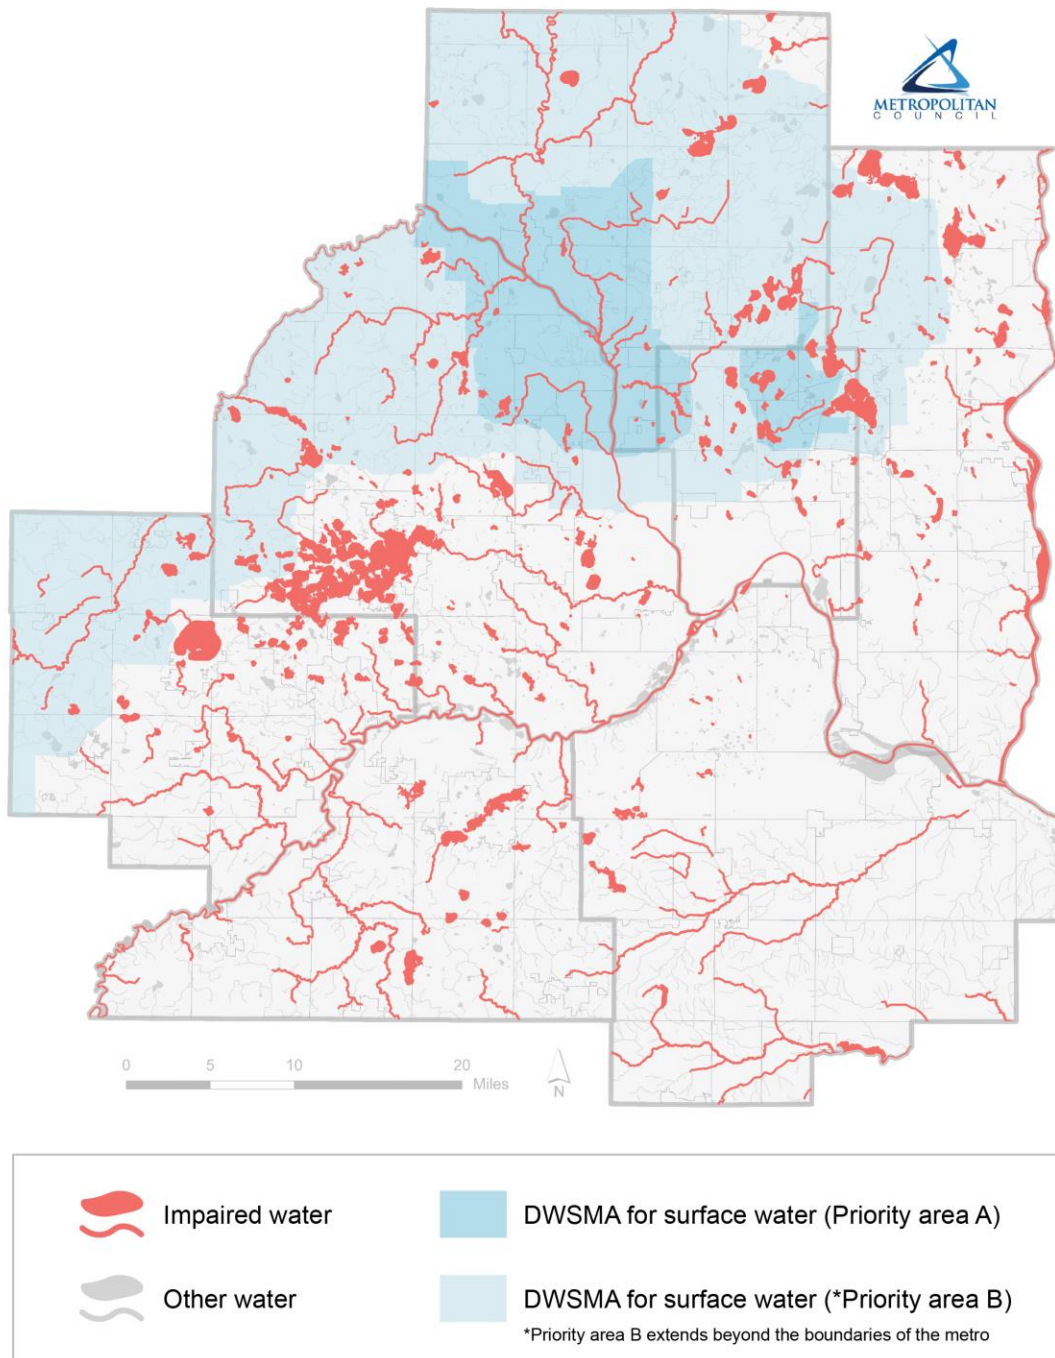 METROPOLITAN
COUNCIL
0 5 10 20
Miles
N
Impaired water
DWSMA for surface water (Priority area A)
Other water
DWSMA for surface water (*Priority area B)
*Priority area B extends beyond the boundaries of the metro